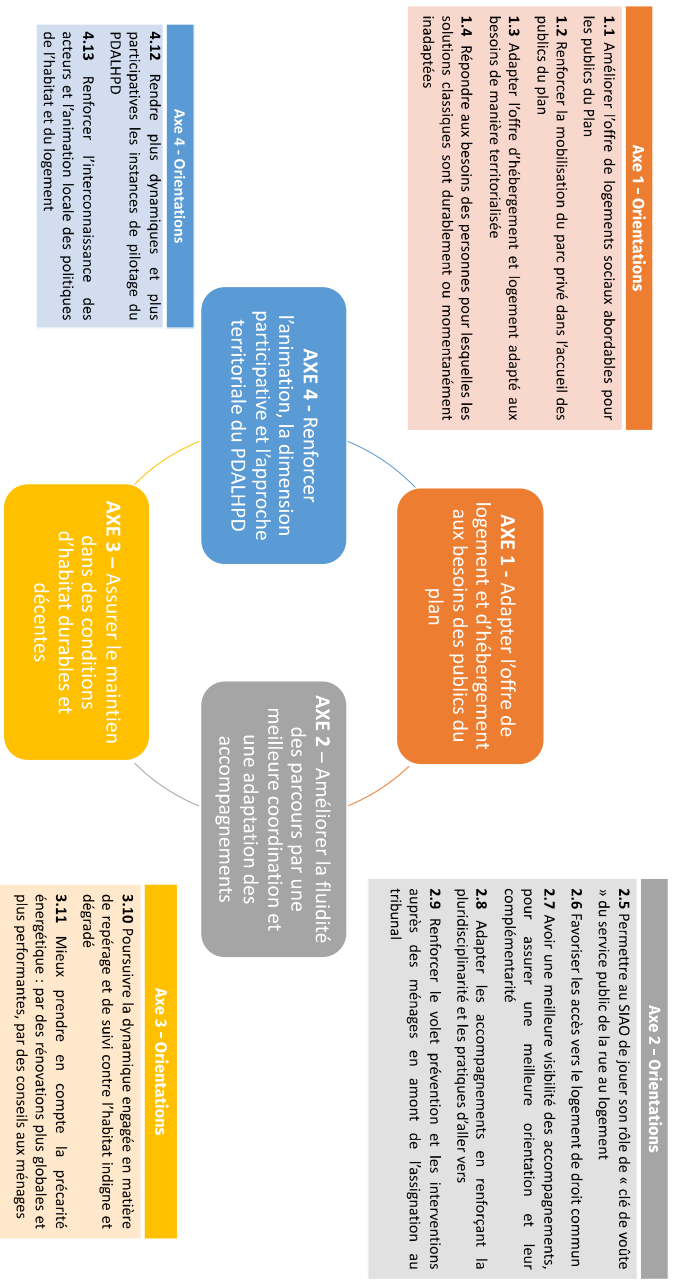 Axe 1 - Orientations
1.1 Améliorer l'offre de logements sociaux abordables pour
les publics du Plan
1.2 Renforcer la mobilisation du parc privé dans l'accueil des
publics du plan
1.3 Adapter l'offre d'hébergement et logement adapté aux
besoins de manière territorialisée
1.4 Répondre aux besoins des personnes pour lesquelles les
solutions classiques sont durablement ou momentanément
inadaptées
Axe 2 – Orientations
2.5 Permettre au SIAO de jouer son rôle de « clé de voûte
» du service public de la rue au logement
2.6 Favoriser les accès vers le logement de droit commun
2.7 Avoir une meilleure visibilité des accompagnements,
pour assurer une meilleure orientation et leur
complémentarité
2.8 Adapter les accompagnements en renforçant la
pluridisciplinarité et les pratiques d'aller vers
2.9 Renforcer le volet prévention et les interventions
auprès des ménages en amont de l'assignation au
tribunal
AXE 1 - Adapter l'offre de
logement et d'hébergement
aux besoins des publics du
plan
AXE 4 - Renforcer
l'animation, la dimension
participative et l'approche
territoriale du PDALHPD
AXE 2 – Améliorer la fluidité
des parcours par une
meilleure coordination et
une adaptation des
accompagnements
AXE 3 – Assurer le maintien
dans des conditions
d'habitat durables et
décentes
Axe 4 - Orientations
4.12 Rendre plus dynamiques et plus
participatives les instances de pilotage du
PDALHPD
4.13 Renforcer l'interconnaissance des
acteurs et l'animation locale des politiques
de l'habitat et du logement
Axe 3 – Orientations
3.10 Poursuivre la dynamique engagée en matière
de repérage et de suivi contre l'habitat indigne et
dégradé
3.11 Mieux prendre en compte la précarité
énergétique : par des rénovations plus globales et
plus performantes, par des conseils aux ménages